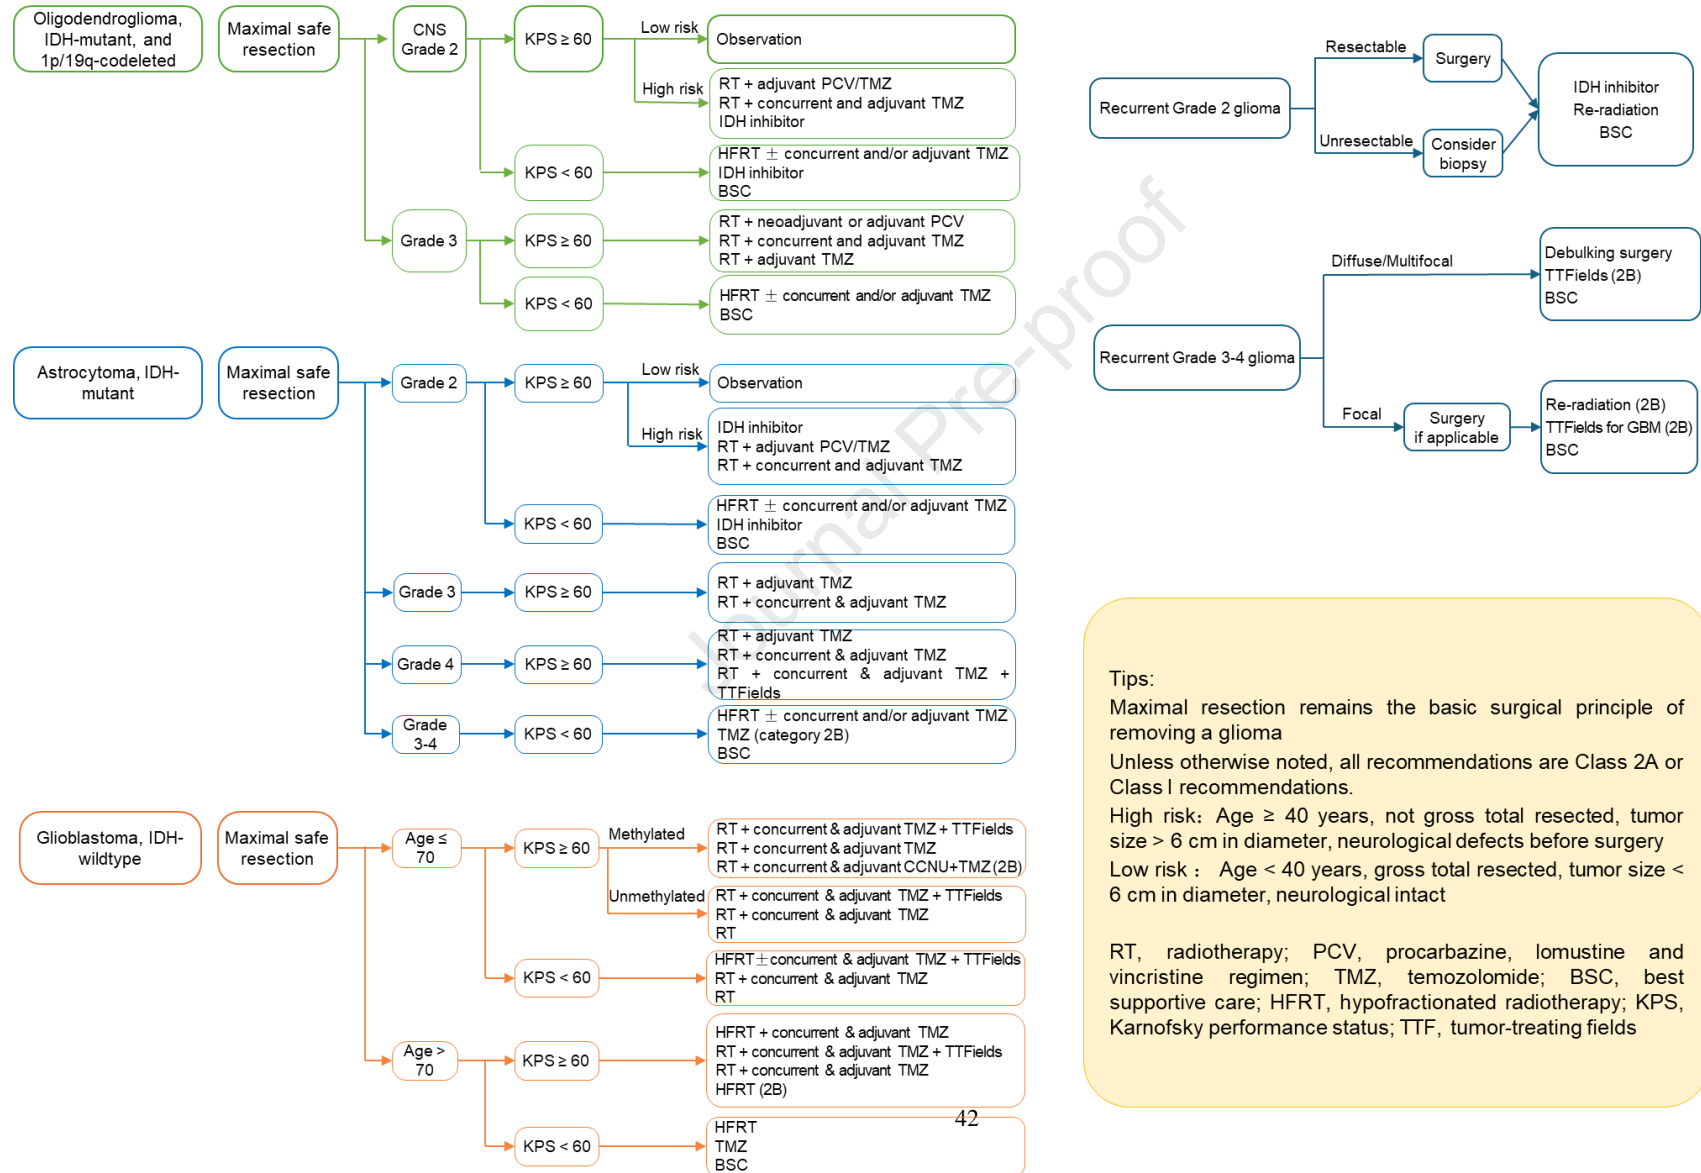 Oligodendroglioma,
IDH-mutant, and
1p/19q-codeleted
Maximal safe
resection
CNS
Grade 2
KPS ≥ 60
Low risk
Observation
High risk
RT + adjuvant PCV/TMZ
RT + concurrent and adjuvant TMZ
IDH inhibitor
KPS < 60
HFRT ± concurrent and/or adjuvant TMZ
IDH inhibitor
BSC
Grade 3
KPS ≥ 60
RT + neoadjuvant or adjuvant PCV
RT + concurrent and adjuvant TMZ
RT + adjuvant TMZ
KPS < 60
HFRT ± concurrent and/or adjuvant TMZ
BSC
Astrocytoma, IDH-
mutant
Maximal safe
resection
Grade 2
KPS ≥ 60
Low risk
Observation
High risk
IDH inhibitor
RT + adjuvant PCV/TMZ
RT + concurrent and adjuvant TMZ
KPS < 60
HFRT ± concurrent and/or adjuvant TMZ
IDH inhibitor
BSC
Grade 3
KPS ≥ 60
RT + adjuvant TMZ
RT + concurrent & adjuvant TMZ
Grade 4
KPS ≥ 60
RT + adjuvant TMZ
RT + concurrent & adjuvant TMZ
RT + concurrent & adjuvant TMZ +
TTFields
Grade
3-4
KPS < 60
HFRT ± concurrent and/or adjuvant TMZ
TMZ (category 2B)
BSC
Glioblastoma, IDH-
wildtype
Maximal safe
resection
Age ≤
70
KPS ≥ 60
Methylated
RT + concurrent & adjuvant TMZ + TTFields
RT + concurrent & adjuvant TMZ
RT + concurrent & adjuvant CCNU+TMZ (2B)
Unmethylated
RT + concurrent & adjuvant TMZ + TTFields
RT + concurrent & adjuvant TMZ
RT
KPS < 60
HFRT± concurrent & adjuvant TMZ + TTFields
RT + concurrent & adjuvant TMZ
RT
Age >
70
KPS ≥ 60
HFRT + concurrent & adjuvant TMZ
RT + concurrent & adjuvant TMZ + TTFields
RT + concurrent & adjuvant TMZ
HFRT (2B)
KPS < 60
HFRT
TMZ
BSC
Recurrent Grade 2 glioma
Resectable
Surgery
Unresectable
Consider
biopsy
IDH inhibitor
Re-radiation
BSC
Recurrent Grade 3-4 glioma
Diffuse/Multifocal
Debulking surgery
TTFields (2B)
BSC
Focal
Surgery
if applicable
Re-radiation (2B)
TTFields for GBM (2B)
BSC
Tips:
Maximal resection remains the basic surgical principle of
removing a glioma
Unless otherwise noted, all recommendations are Class 2A or
Class I recommendations.
High risk: Age ≥ 40 years, not gross total resected, tumor
size > 6 cm in diameter, neurological defects before surgery
Low risk : Age < 40 years, gross total resected, tumor size <
6 cm in diameter, neurological intact
RT, radiotherapy; PCV, procarbazine, lomustine and
vincristine regimen; TMZ, temozolomide; BSC, best
supportive care; HFRT, hypofractionated radiotherapy; KPS,
Karnofsky performance status; TTF, tumor-treating fields
Journal Pre-proof
42